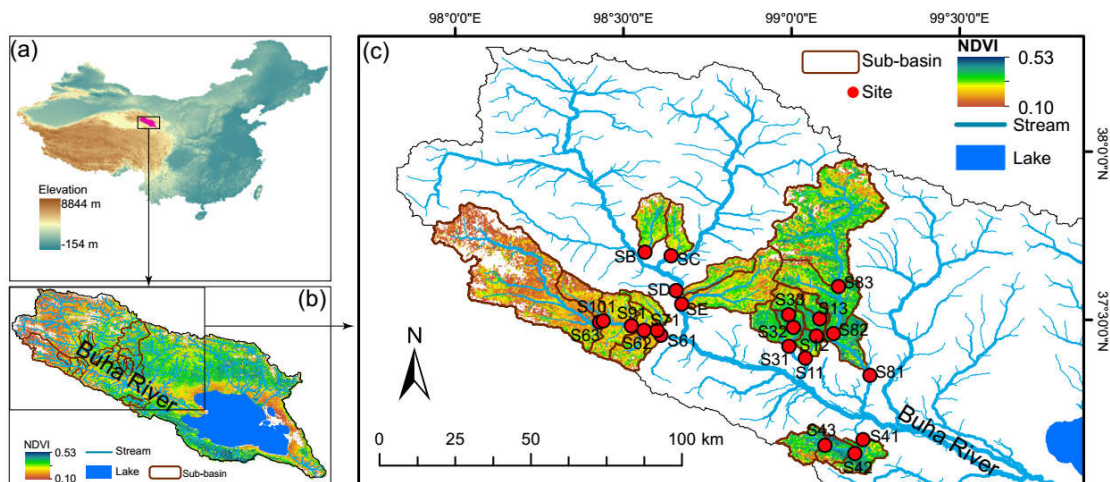 (a)
Elevation
8844 m
-154 m
(b)
Buha River
NDVI
0.53
0.10
Stream
Lake
Sub-basin
98°0'0"E
98°30'0"E
99°0'0"E
99°30'0"E
(c)
Sub-basin
Site
NDVI
0.53
0.10
Stream
Lake
38°0'0"N
37°30'0"N
SB
SC
SD
SE
S83
S101
S91
S71
S63
S62
S61
S33
S13
S32
S82
S12
S31
S11
S81
N
Buha River
S43
S41
S42
0
25
50
100 km